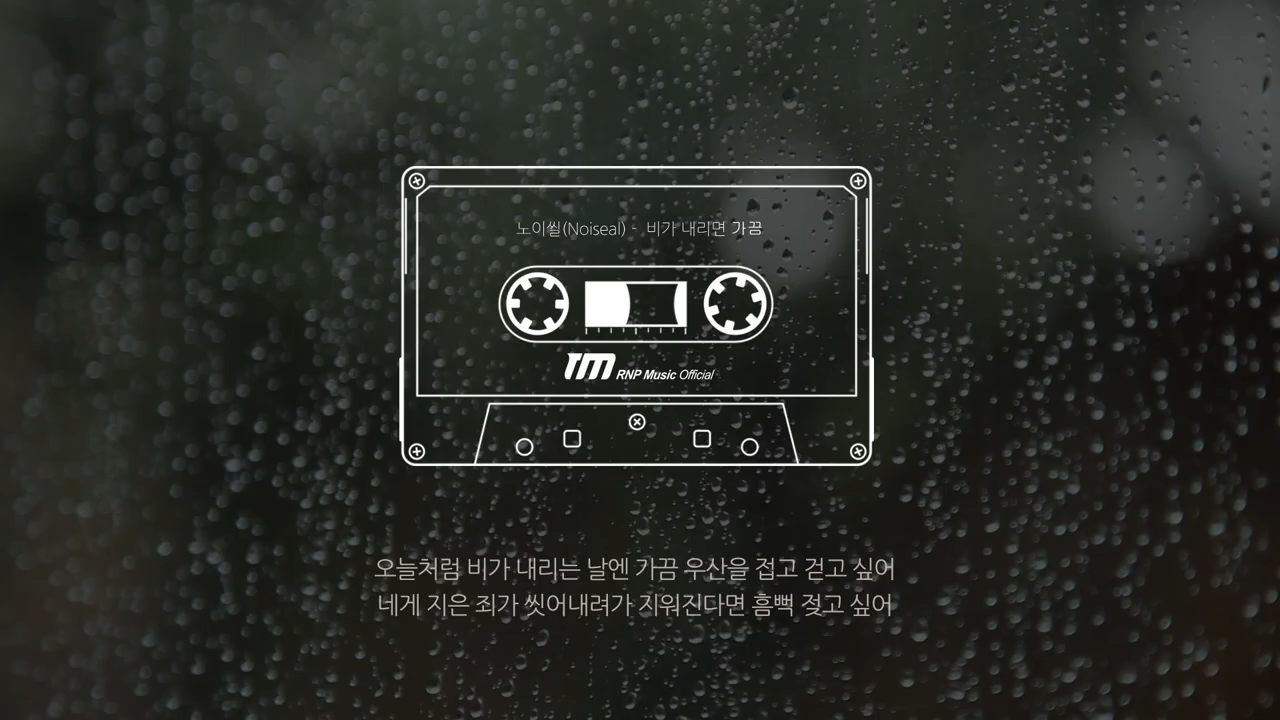 노이씰(Noiseal) - 비가 내리면 가끔
TM RNP Music Official
오늘처럼 비가 내리는 날엔 가끔 우산을 접고 걷고 싶어
네게 지은 죄가 씻어내려가 지워진다면 흠뻑 젖고 싶어